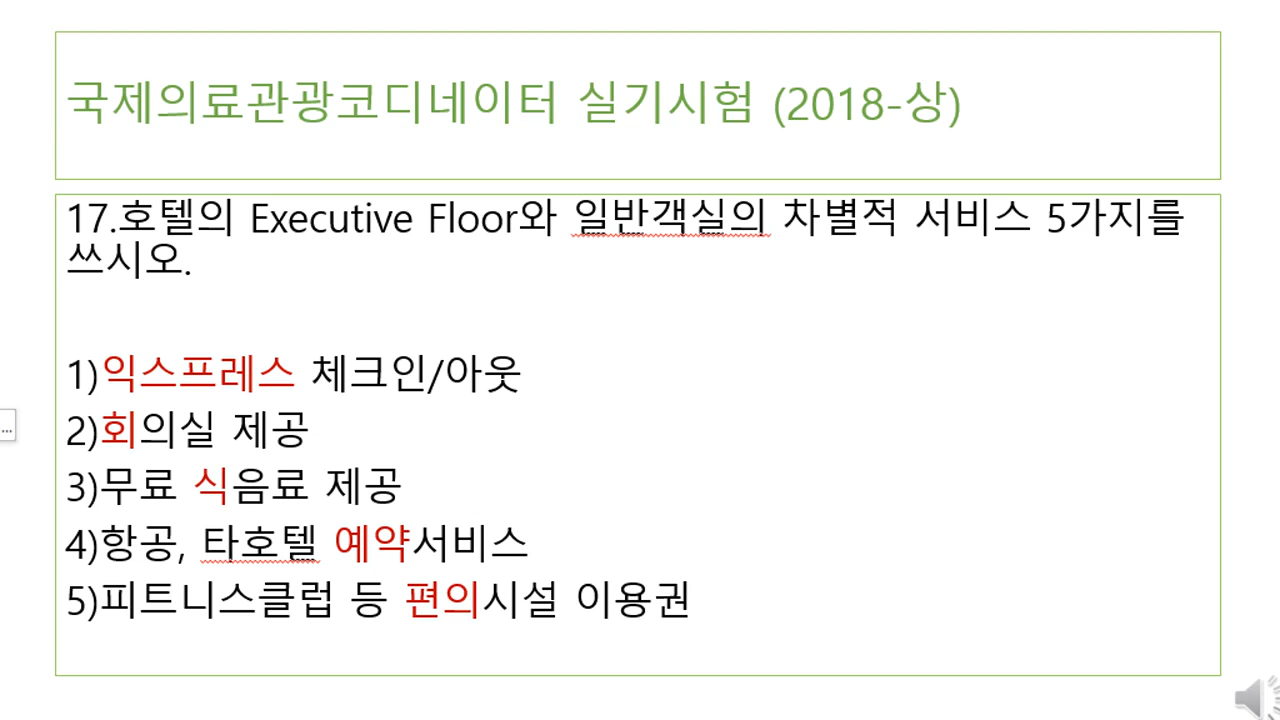 국제의료관광코디네이터 실기시험 (2018-상)
17.호텔의 Executive Floor와 일반객실의 차별적 서비스 5가지를
쓰시오.
1)익스프레스 체크인/아웃
2)회의실 제공
3)무료 식음료 제공
4)항공, 타호텔 예약서비스
5)피트니스클럽 등 편의시설 이용권
...